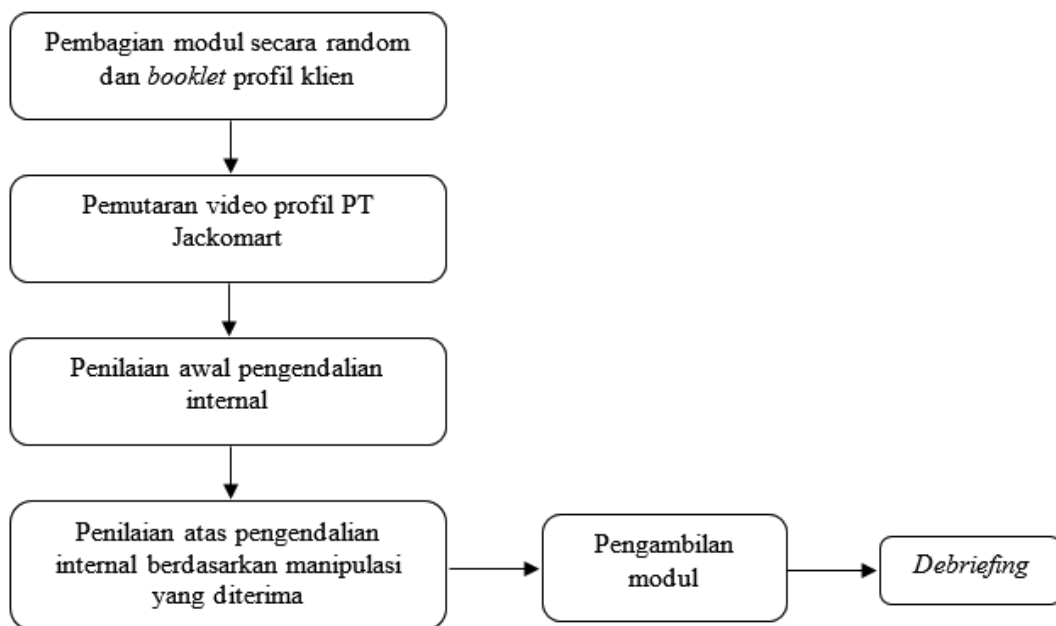 Pembagian modul secara random
dan booklet profil klien
Pemutaran video profil PT
Jackomart
Penilaian awal pengendalian
internal
Penilaian atas pengendalian
internal berdasarkan manipulasi
yang diterima
Pengambilan
modul
Debriefing